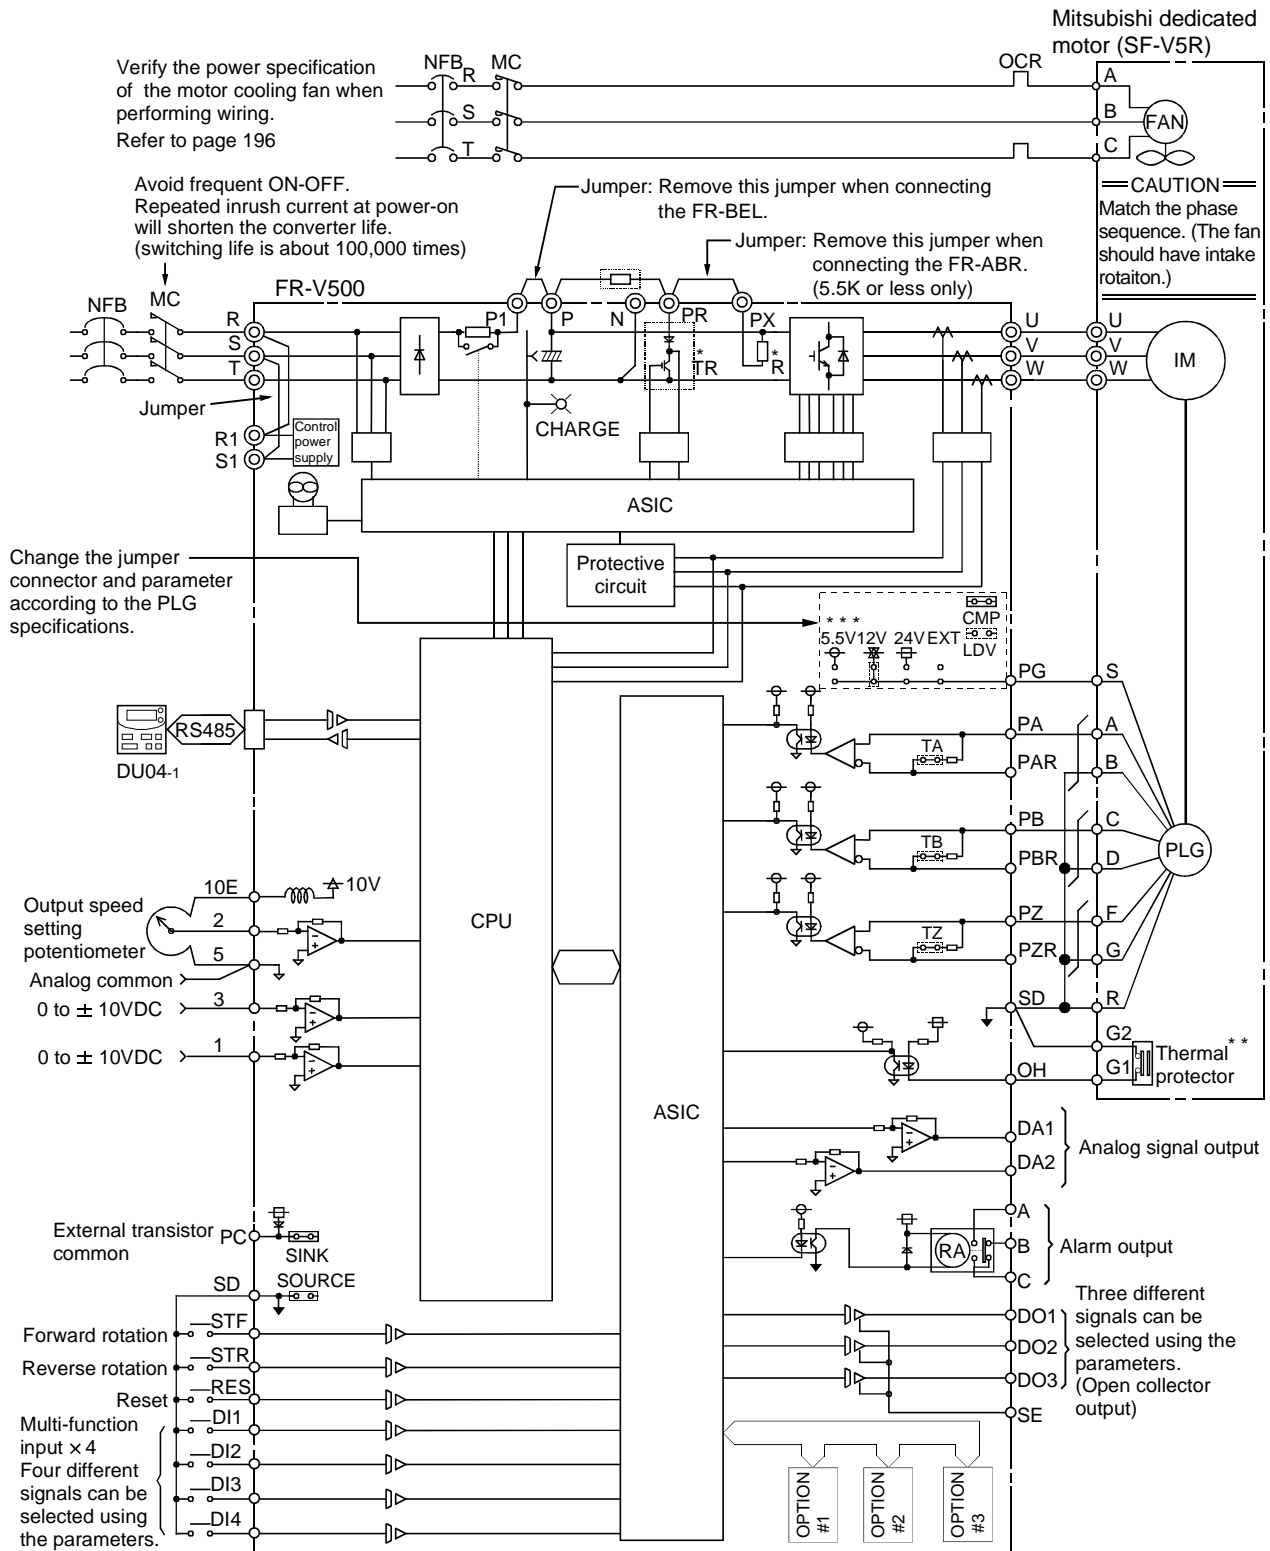 Mitsubishi dedicated
motor (SF-V5R)
Verify the power specification
of the motor cooling fan when
performing wiring.
Refer to page 196
NFB
R
MC
OCR
A
S
B
FAN
T
C
Avoid frequent ON-OFF.
Repeated inrush current at power-on
will shorten the converter life.
(switching life is about 100,000 times)
Jumper: Remove this jumper when connecting
the FR-BEL.
Jumper: Remove this jumper when
connecting the FR-ABR.
(5.5K or less only)
CAUTION
Match the phase
sequence. (The fan
should have intake
rotaiton.)
NFB
MC
FR-V500
R
S
T
P1
P
N
PR
PX
*
TR
*
R
U
V
W
U
V
W
IM
Jumper
R1
S1
Control
power
supply
CHARGE
ASIC
Change the jumper
connector and parameter
according to the PLG
specifications.
Protective
circuit
* * *
5.5V 12V 24V EXT
CMP
LDV
PG
S
DU04-1
RS485
PA
A
TA
PAR
B
PB
C
TB
PBR
D
PLG
PZ
F
TZ
PZR
G
SD
R
Output speed
setting
potentiometer
10E
10V
2
5
Analog common
0 to ± 10VDC
3
0 to ± 10VDC
1
CPU
G2
G1
OH
Thermal * *
protector
ASIC
DA1
DA2
Analog signal output
A
B
C
RA
Alarm output
External transistor
common
PC
SINK
SD
SOURCE
Forward rotation
STF
Reverse rotation
STR
Reset
RES
Multi-function
input × 4
Four different
signals can be
selected using
the parameters.
DI1
DI2
DI3
DI4
DO1
DO2
DO3
SE
Three different
signals can be
selected using the
parameters.
(Open collector
output)
OPTION
#1
OPTION
#2
OPTION
#3